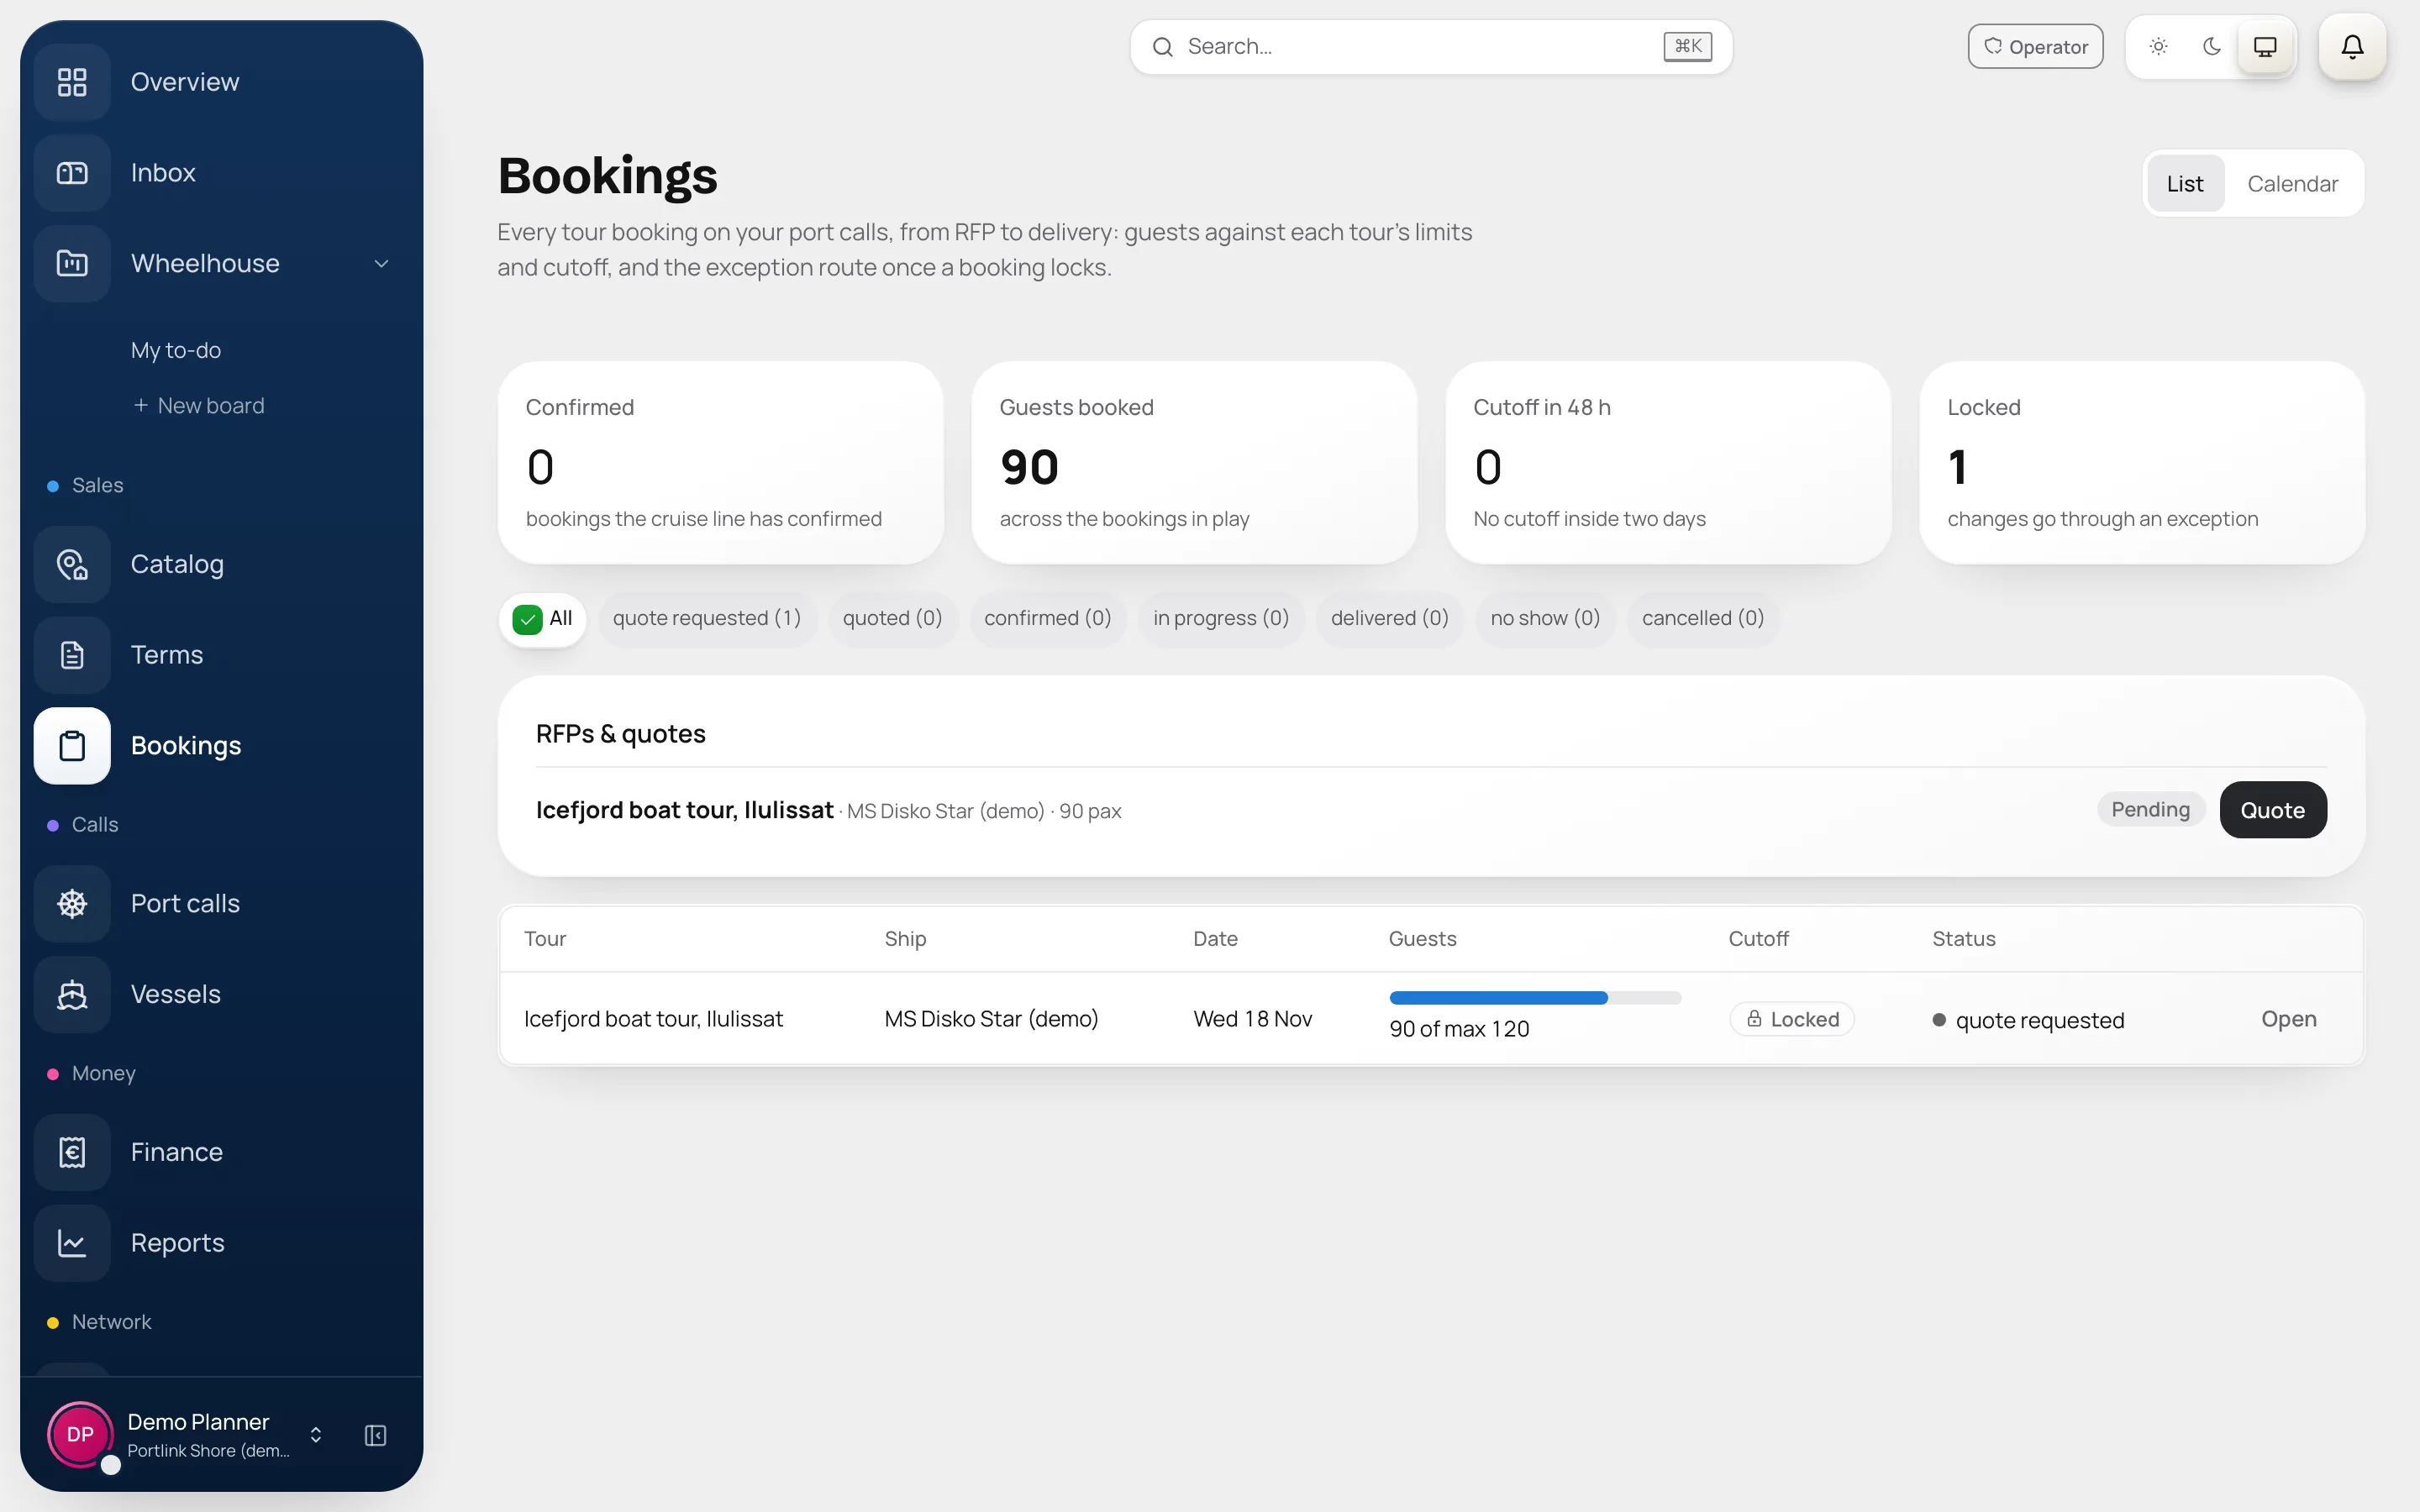 Overview
Inbox
Wheelhouse
My to-do
+ New board
Sales
Catalog
Terms
Bookings
Calls
Port calls
Vessels
Money
Finance
Reports
Network
DP
Demo Planner
Portlink Shore (dem...
Search...
⌘K
Operator
Bookings
List
Calendar
Every tour booking on your port calls, from RFP to delivery: guests against each tour's limits
and cutoff, and the exception route once a booking locks.
Confirmed
0
bookings the cruise line has confirmed
Guests booked
90
across the bookings in play
Cutoff in 48 h
0
No cutoff inside two days
Locked
1
changes go through an exception
All
quote requested (1)
quoted (0)
confirmed (0)
in progress (0)
delivered (0)
no show (0)
cancelled (0)
RFPs & quotes
Icefjord boat tour, Ilulissat · MS Disko Star (demo) · 90 pax
Pending
Quote
Tour Ship Date Guests Cutoff Status
Icefjord boat tour, Ilulissat MS Disko Star (demo) Wed 18 Nov 90 of max 120 Locked quote requested Open